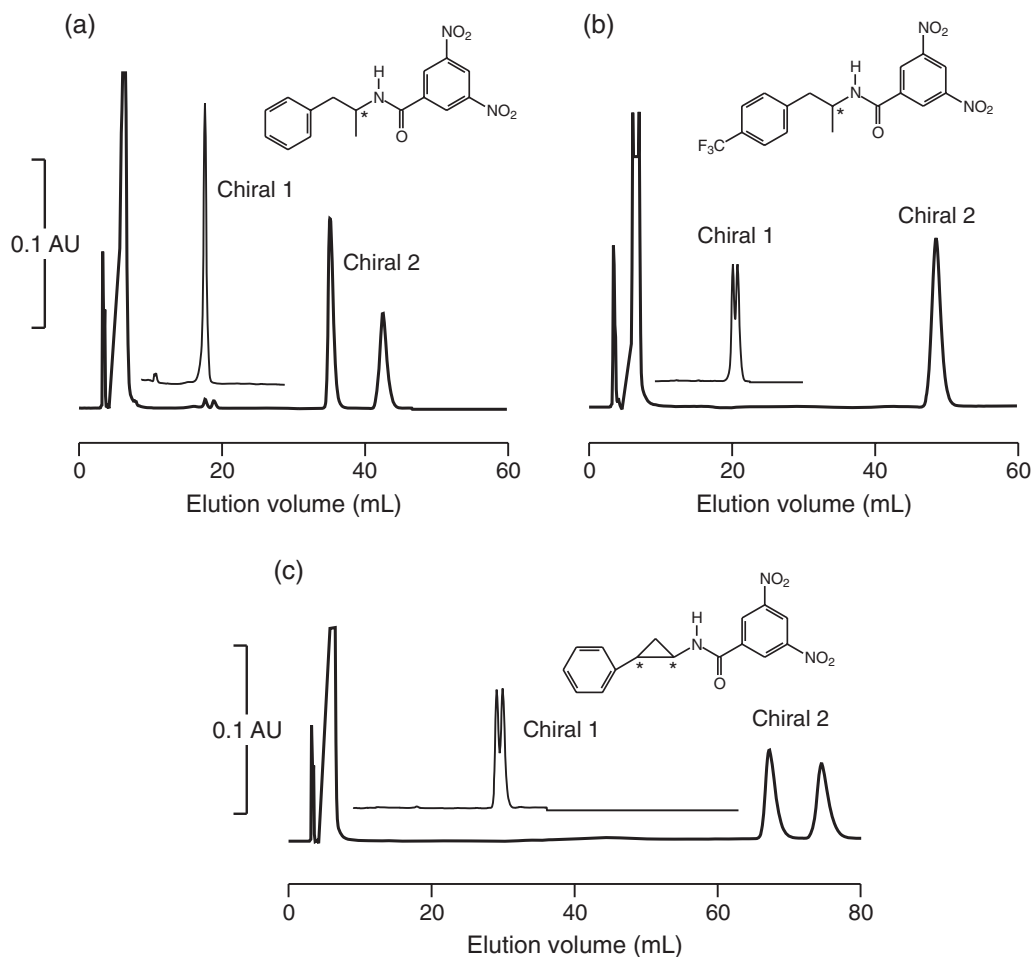 (a)
NO₂
H
N
NO₂
*
O
Chiral 1
0.1 AU
Chiral 2
0 20 40 60
Elution volume (mL)
(b)
NO₂
H
N
NO₂
F₃C
*
O
Chiral 1
Chiral 2
0 20 40 60
Elution volume (mL)
(c)
NO₂
H
N
NO₂
* *
O
0.1 AU
Chiral 1
Chiral 2
0 20 40 60 80
Elution volume (mL)